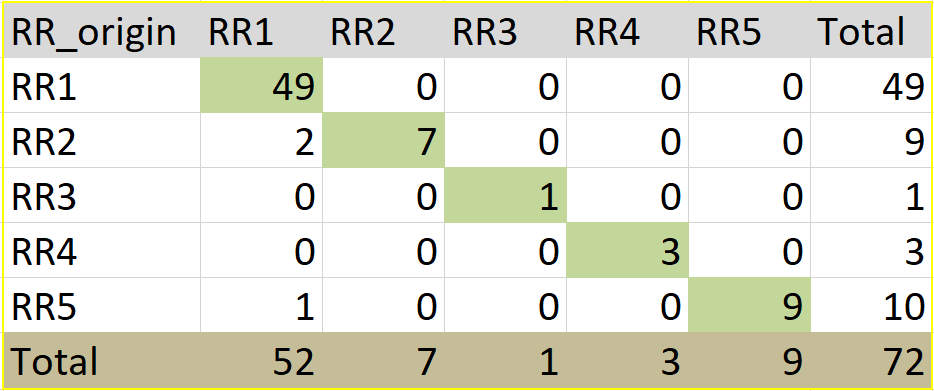 RR_origin RR1 RR2 RR3 RR4 RR5 Total
RR1 49 0 0 0 0 49
RR2 2 7 0 0 0 9
RR3 0 0 1 0 0 1
RR4 0 0 0 3 0 3
RR5 1 0 0 0 9 10
Total 52 7 1 3 9 72